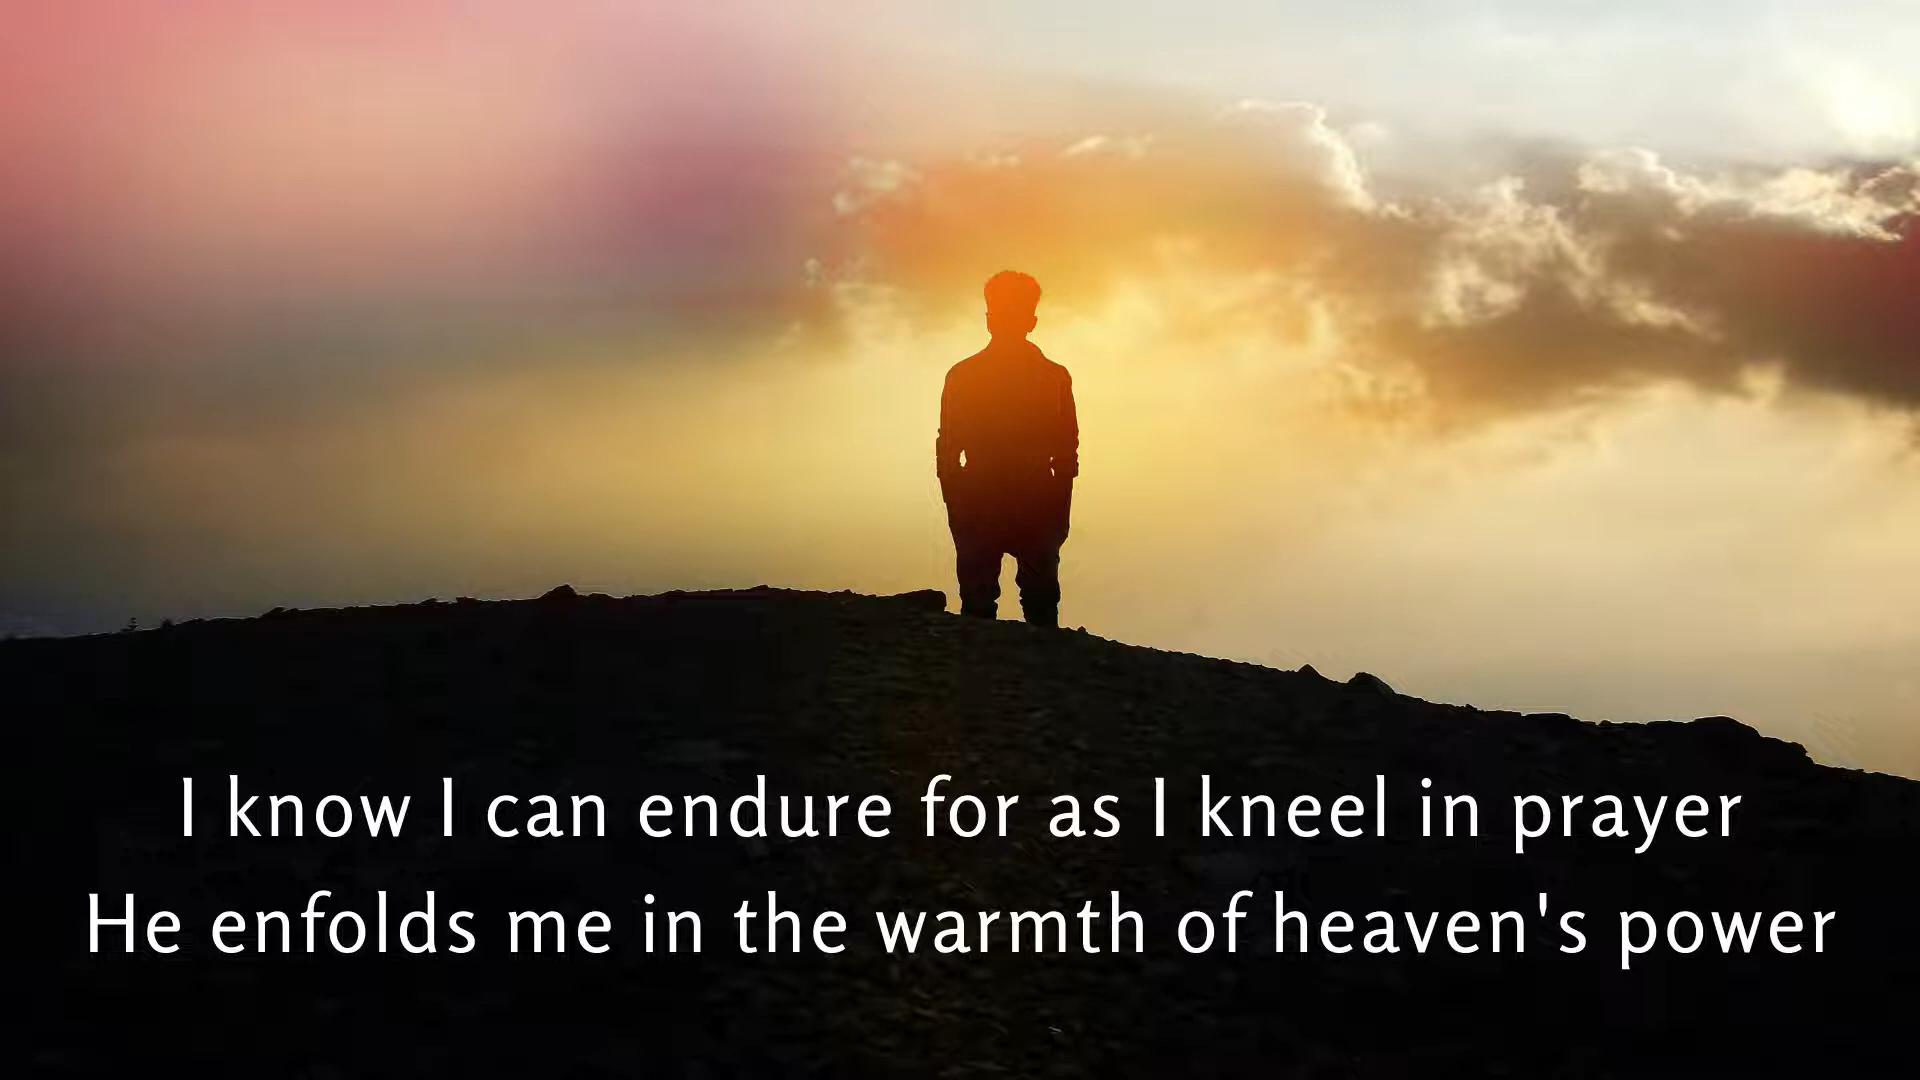 I know I can endure for as I kneel in prayer
He enfolds me in the warmth of heaven's power